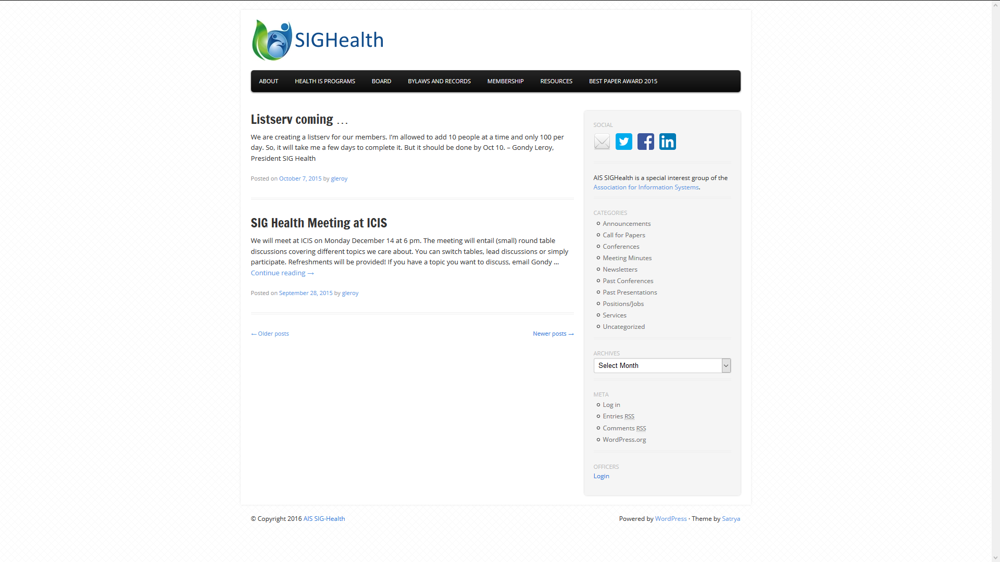 SIGHealth
ABOUT HEALTH IS PROGRAMS BOARD BYLAWS AND RECORDS MEMBERSHIP RESOURCES BEST PAPER AWARD 2015
Listserv coming …
We are creating a listserv for our members. I’m allowed to add 10 people at a time and only 100 per
day. So, it will take me a few days to complete it. But it should be done by Oct 10. – Gondy Leroy,
President SIG Health
Posted on October 7, 2015 by gleroy
SIG Health Meeting at ICIS
We will meet at ICIS on Monday December 14 at 6 pm. The meeting will entail (small) round table
discussions covering different topics we care about. You can switch tables, lead discussions or simply
participate. Refreshments will be provided! If you have a topic you want to discuss, email Gondy …
Continue reading →
Posted on September 28, 2015 by gleroy
← Older posts
Newer posts →
SOCIAL
AIS SIGHealth is a special interest group of the
Association for Information Systems.
CATEGORIES
Announcements
Call for Papers
Conferences
Meeting Minutes
Newsletters
Past Conferences
Past Presentations
Positions/Jobs
Services
Uncategorized
ARCHIVES
Select Month
META
Log in
Entries RSS
Comments RSS
WordPress.org
OFFICERS
Login
© Copyright 2016 AIS SIG-Health
Powered by WordPress · Theme by Satrya